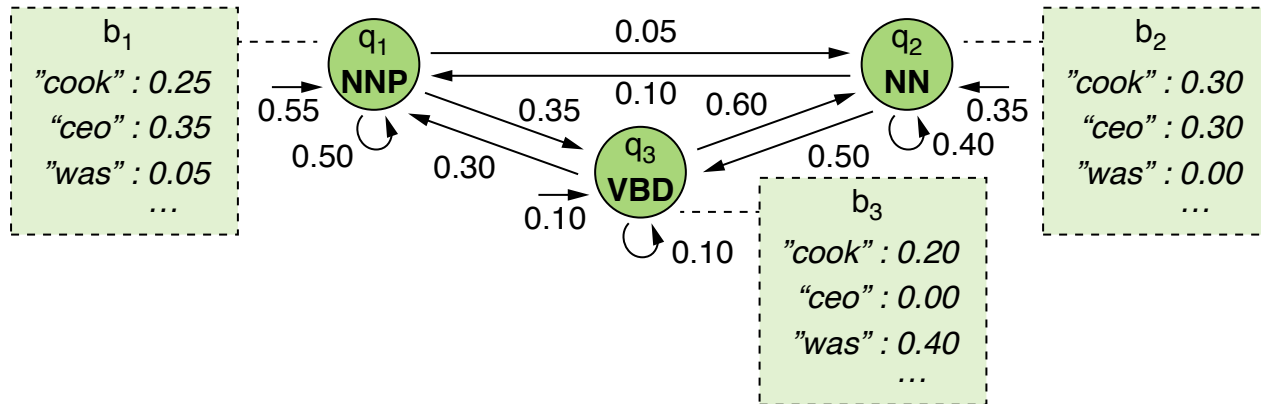 b1
”cook” : 0.25
“ceo” : 0.35
”was” : 0.05
...
q1
NNP
0.55
0.50
0.05
0.10
0.35
0.30
0.60
0.50
q3
VBD
0.10
0.10
q2
NN
0.35
0.40
b3
”cook” : 0.20
“ceo” : 0.00
”was” : 0.40
...
b2
”cook” : 0.30
“ceo” : 0.30
”was” : 0.00
...